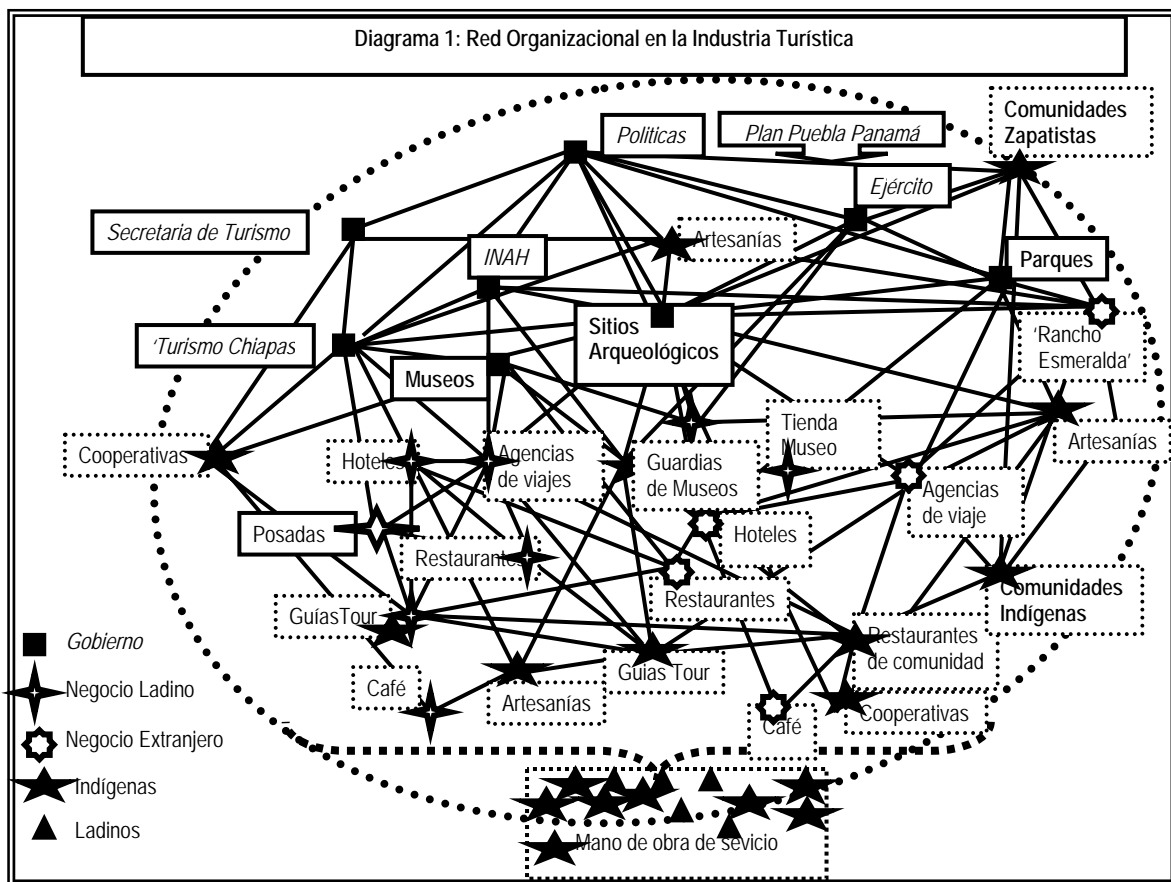 Diagrama 1: Red Organizacional en la Industria Turística
Comunidades
Zapatistas
Políticas
Plan Puebla Panamá
Ejército
Secretaria de Turismo
Artesanías
INAH
Parques
Sitios
Arqueológicos
'Rancho
Esmeralda'
'Turismo Chiapas
Museos
Tienda
Museo
Artesanías
Cooperativas
Hoteles
Agencias
de viajes
Guardias
de Museos
Agencias
de viaje
Posadas
Restaurantes
Hoteles
Comunidades
Indígenas
GuíasTour
Restaurantes
Restaurantes
de comunidad
Guias Tour
Café
Artesanías
Cooperativas
Café
Gobierno
Negocio Ladino
Negocio Extranjero
Indígenas
Ladinos
Mano de obra de sevicio